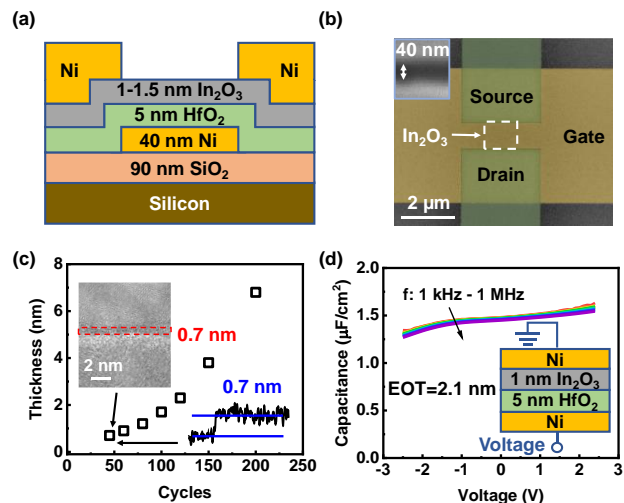 (a)
Ni
Ni
1-1.5 nm In₂O₃
5 nm HfO₂
40 nm Ni
90 nm SiO₂
Silicon
(b)
40 nm
Source
In₂O₃
Gate
Drain
2 μm
(c)
Thickness (nm)
8
6
4
2
0
0 50 100 150 200 250
Cycles
0.7 nm
2 nm
0.7 nm
(d)
Capacitance (μF/cm²)
2.0
1.5
1.0
0.5
0.0
-3 -2 -1 0 1 2 3
Voltage (V)
f: 1 kHz - 1 MHz
EOT=2.1 nm
Ni
1 nm In₂O₃
5 nm HfO₂
Ni
Voltage